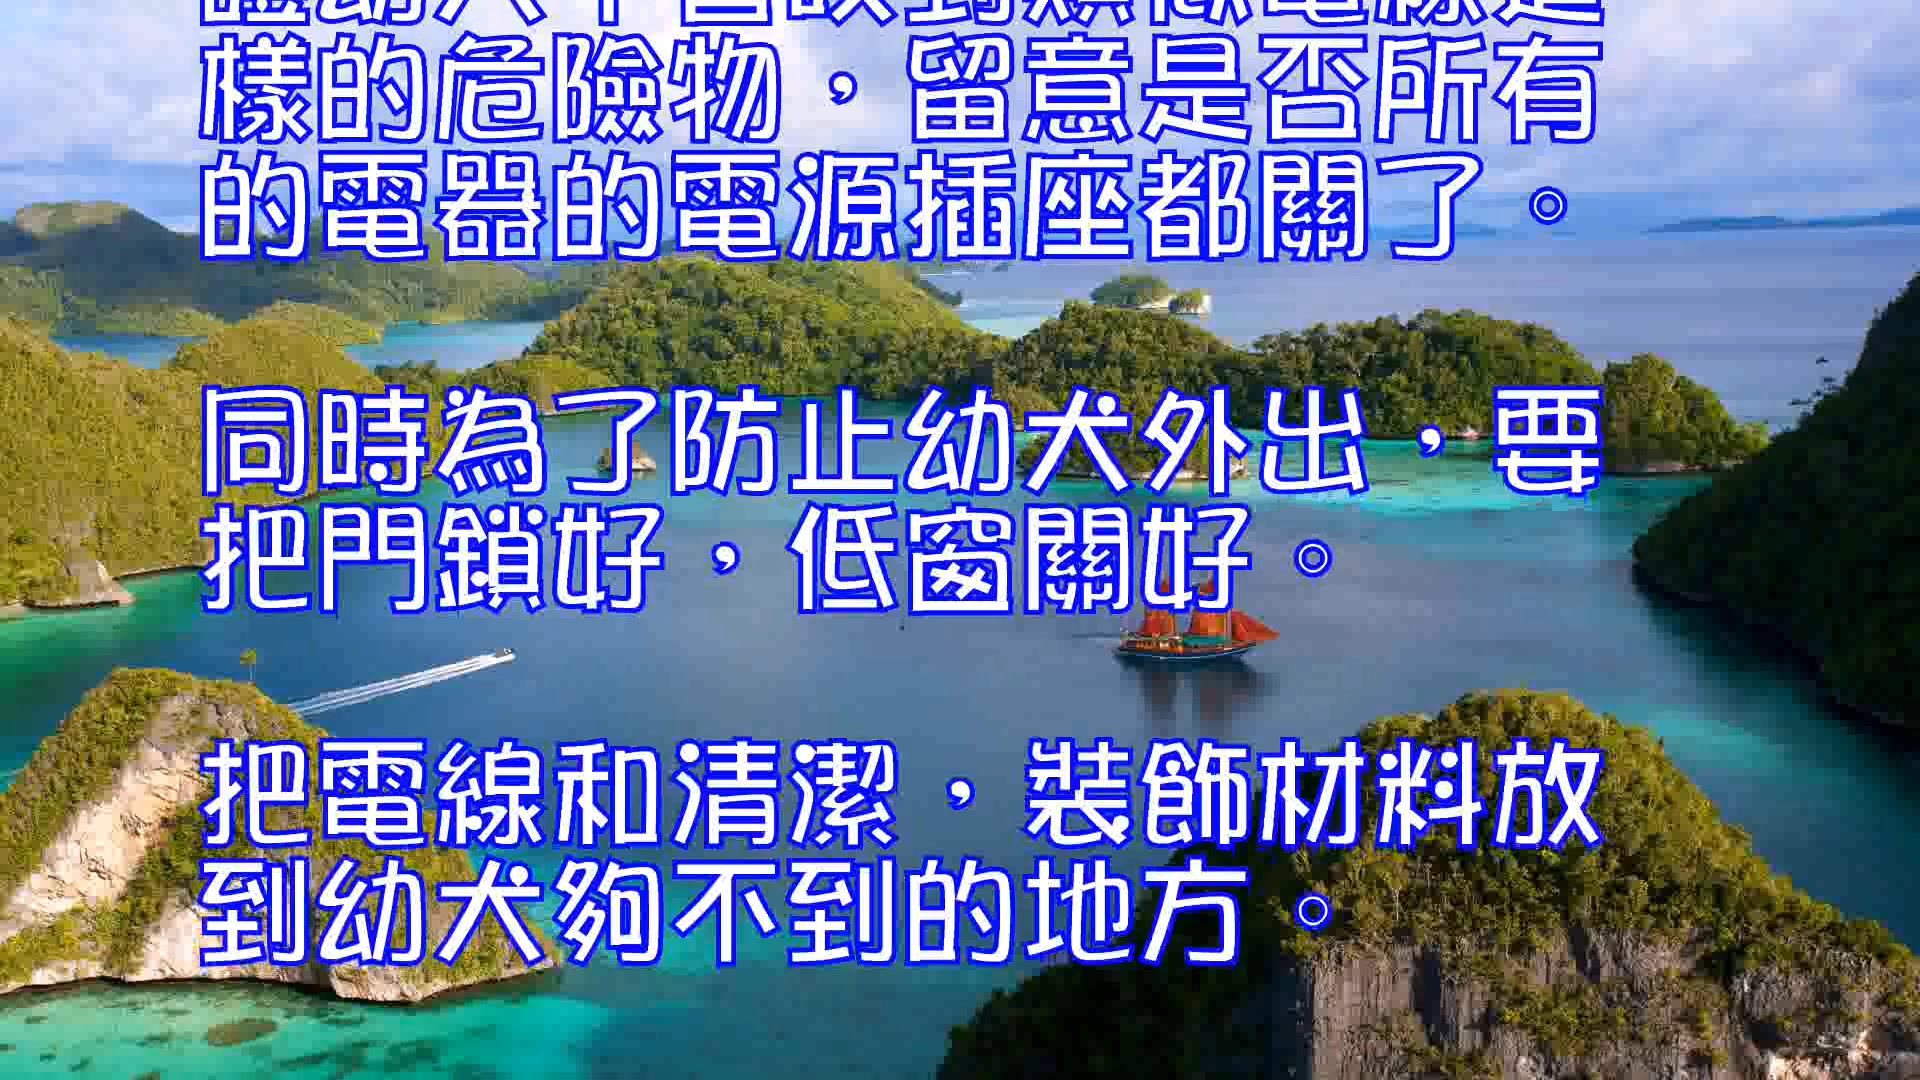 樣的危險物，留意是否所有
的電器的電源插座都關了。
同時為了防止幼犬外出，要
把門鎖好，低窗關好。
把電線和清潔，裝飾材料放
到幼犬夠不到的地方。